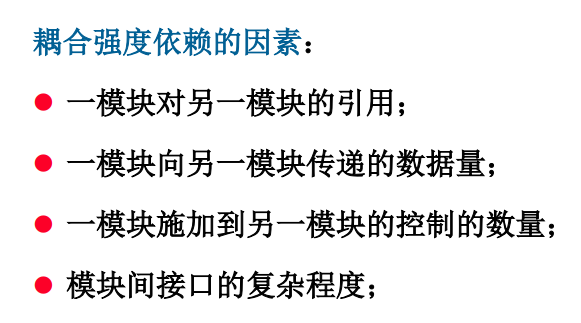 耦合强度依赖的因素：
一模块对另一模块的引用；
一模块向另一模块传递的数据量；
一模块施加到另一模块的控制的数量；
模块间接口的复杂程度；